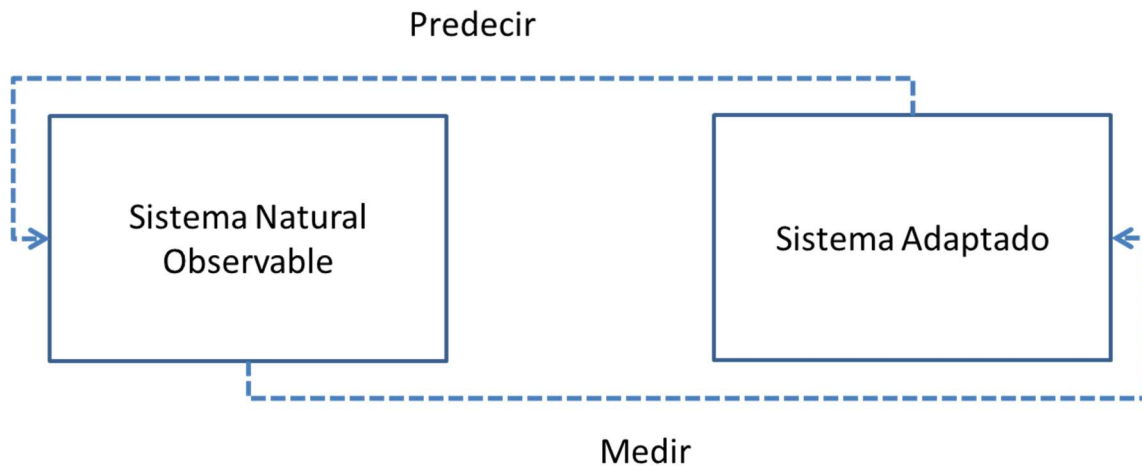 Predecir
Sistema Natural
Observable
Sistema Adaptado
Medir